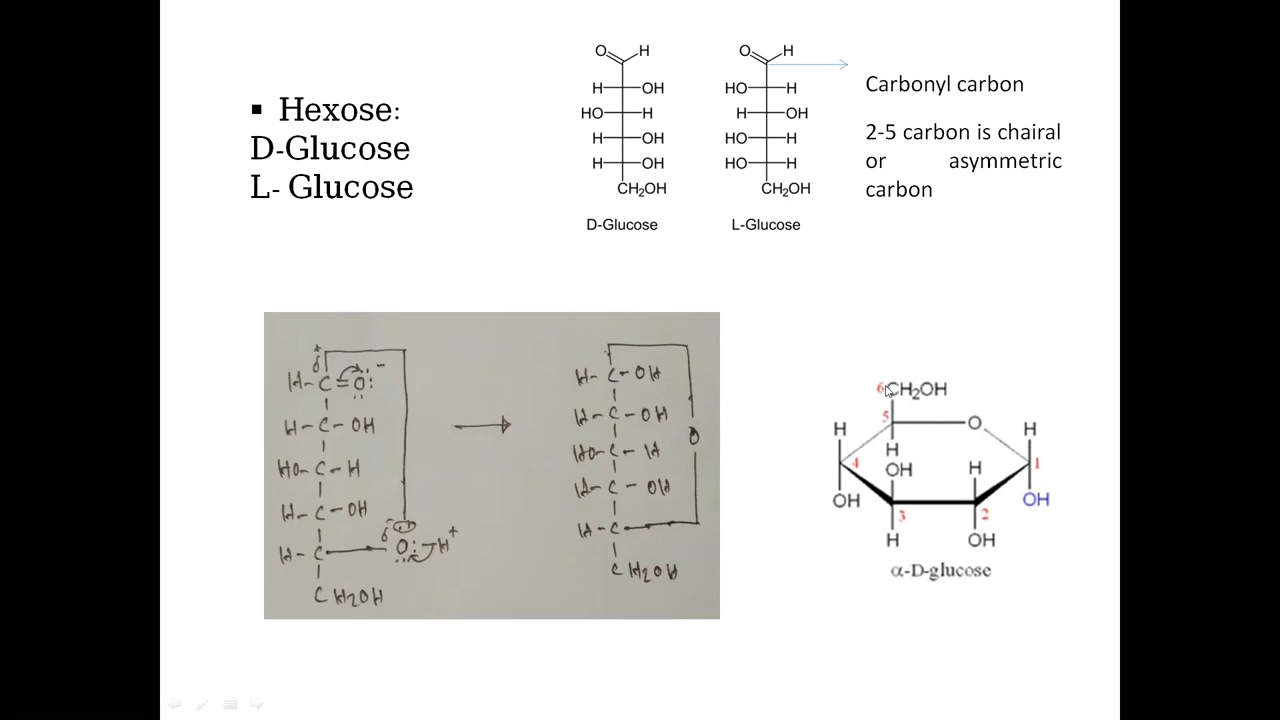 ▪ Hexose:
D-Glucose
L- Glucose
O H
H OH
HO H
H OH
H OH
CH₂OH
D-Glucose
O H
HO H
H OH
HO H
HO H
CH₂OH
L-Glucose
Carbonyl carbon
2-5 carbon is chairal
or asymmetric
carbon
+
δ
H-C=O: -
H-C-OH
HO-C-H
H-C-OH
δ-
H-C-O:-H+
CH2OH
H-C-OH
H-C-OH
O
HO-C-H
H-C-OH
H-C
CH2OH
6CH₂OH
5 O
H H H
4 OH H 1
OH 3 2 OH
H OH
α-D-glucose